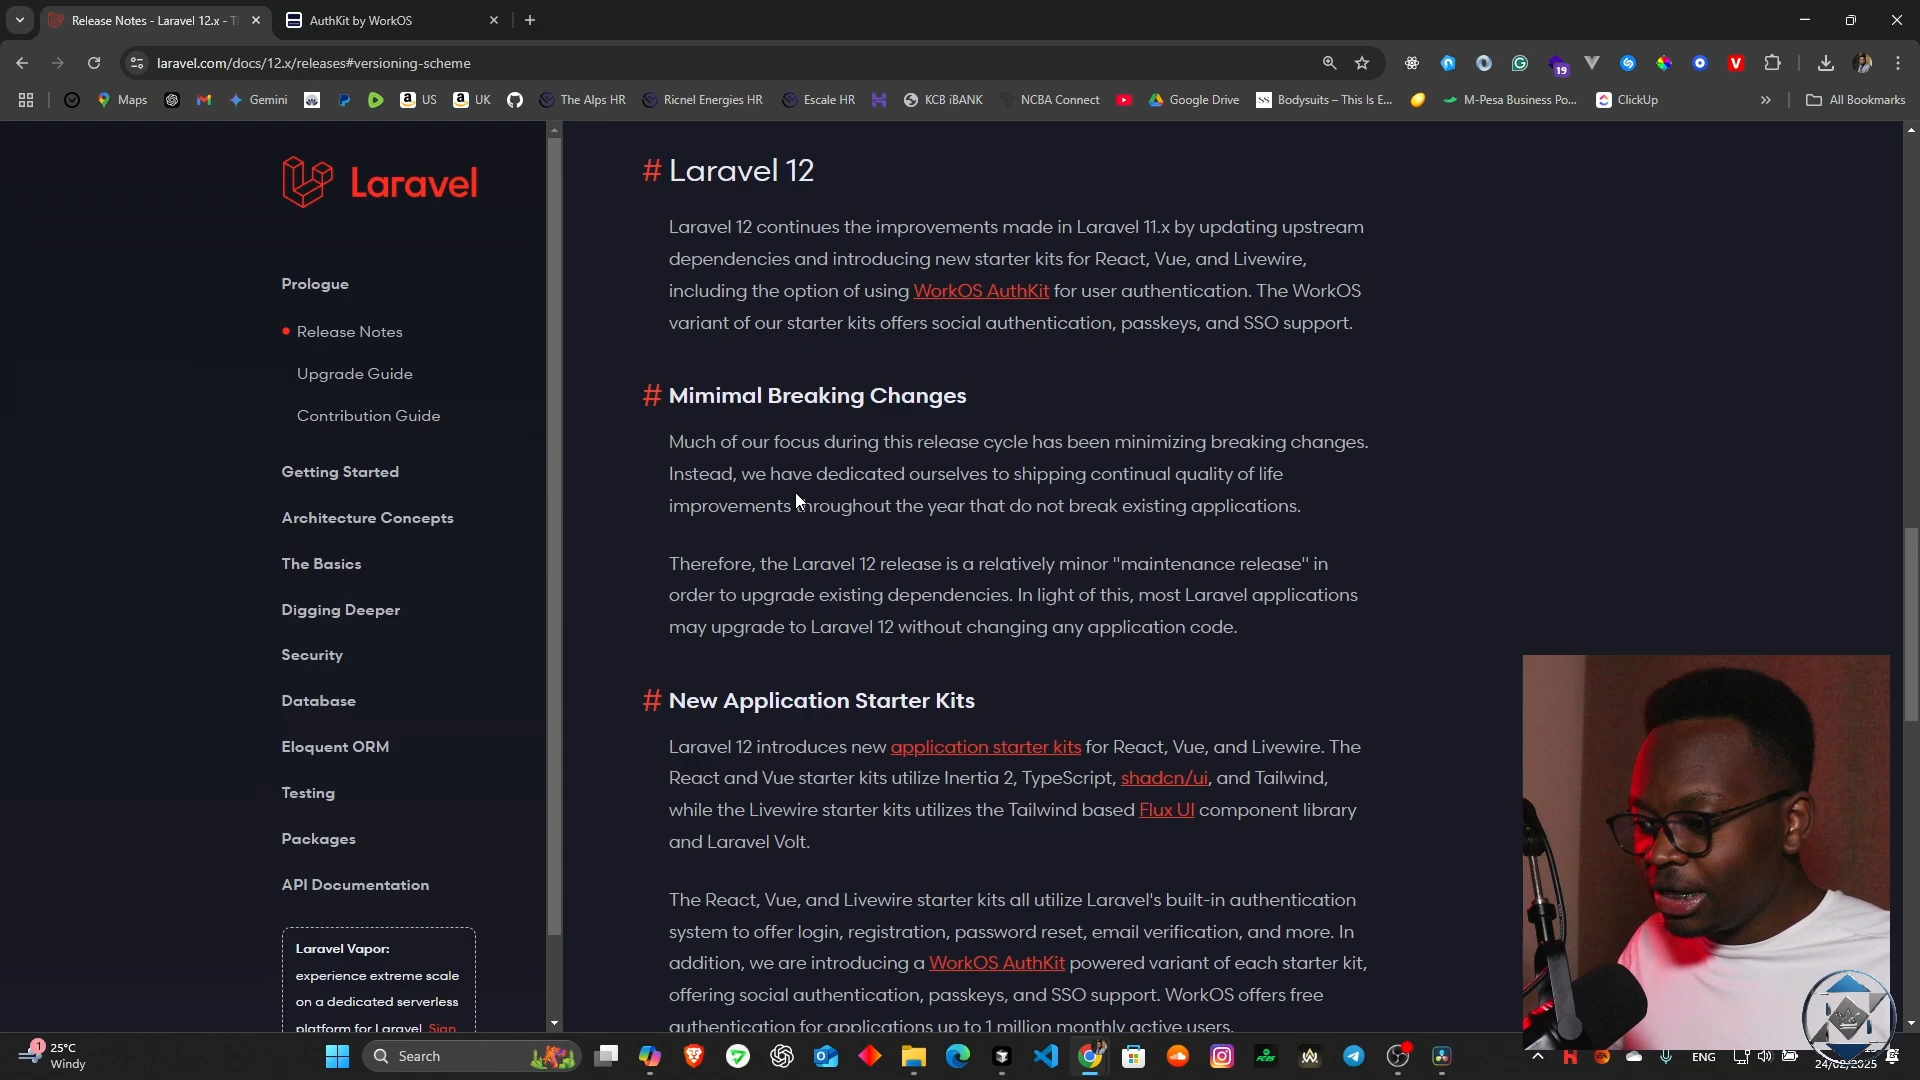 Release Notes - Laravel 12.x - T
AuthKit by WorkOS
laravel.com/docs/12.x/releases#versioning-scheme
19
Maps
Gemini
US
UK
The Alps HR
Ricnel Energies HR
Escale HR
KCB iBANK
NCBA Connect
Google Drive
Bodysuits – This Is E...
M-Pesa Business Po...
ClickUp
All Bookmarks
Laravel
Prologue
Release Notes
Upgrade Guide
Contribution Guide
Getting Started
Architecture Concepts
The Basics
Digging Deeper
Security
Database
Eloquent ORM
Testing
Packages
API Documentation
Laravel Vapor:
experience extreme scale
on a dedicated serverless
platform for Laravel. Sign
# Laravel 12
Laravel 12 continues the improvements made in Laravel 11.x by updating upstream
dependencies and introducing new starter kits for React, Vue, and Livewire,
including the option of using WorkOS AuthKit for user authentication. The WorkOS
variant of our starter kits offers social authentication, passkeys, and SSO support.
# Mimimal Breaking Changes
Much of our focus during this release cycle has been minimizing breaking changes.
Instead, we have dedicated ourselves to shipping continual quality of life
improvements throughout the year that do not break existing applications.
Therefore, the Laravel 12 release is a relatively minor "maintenance release" in
order to upgrade existing dependencies. In light of this, most Laravel applications
may upgrade to Laravel 12 without changing any application code.
# New Application Starter Kits
Laravel 12 introduces new application starter kits for React, Vue, and Livewire. The
React and Vue starter kits utilize Inertia 2, TypeScript, shadcn/ui, and Tailwind,
while the Livewire starter kits utilizes the Tailwind based Flux UI component library
and Laravel Volt.
The React, Vue, and Livewire starter kits all utilize Laravel's built-in authentication
system to offer login, registration, password reset, email verification, and more. In
addition, we are introducing a WorkOS AuthKit powered variant of each starter kit,
offering social authentication, passkeys, and SSO support. WorkOS offers free
authentication for applications up to 1 million monthly active users.
1
25°C
Windy
Search
ENG
24/02/2025